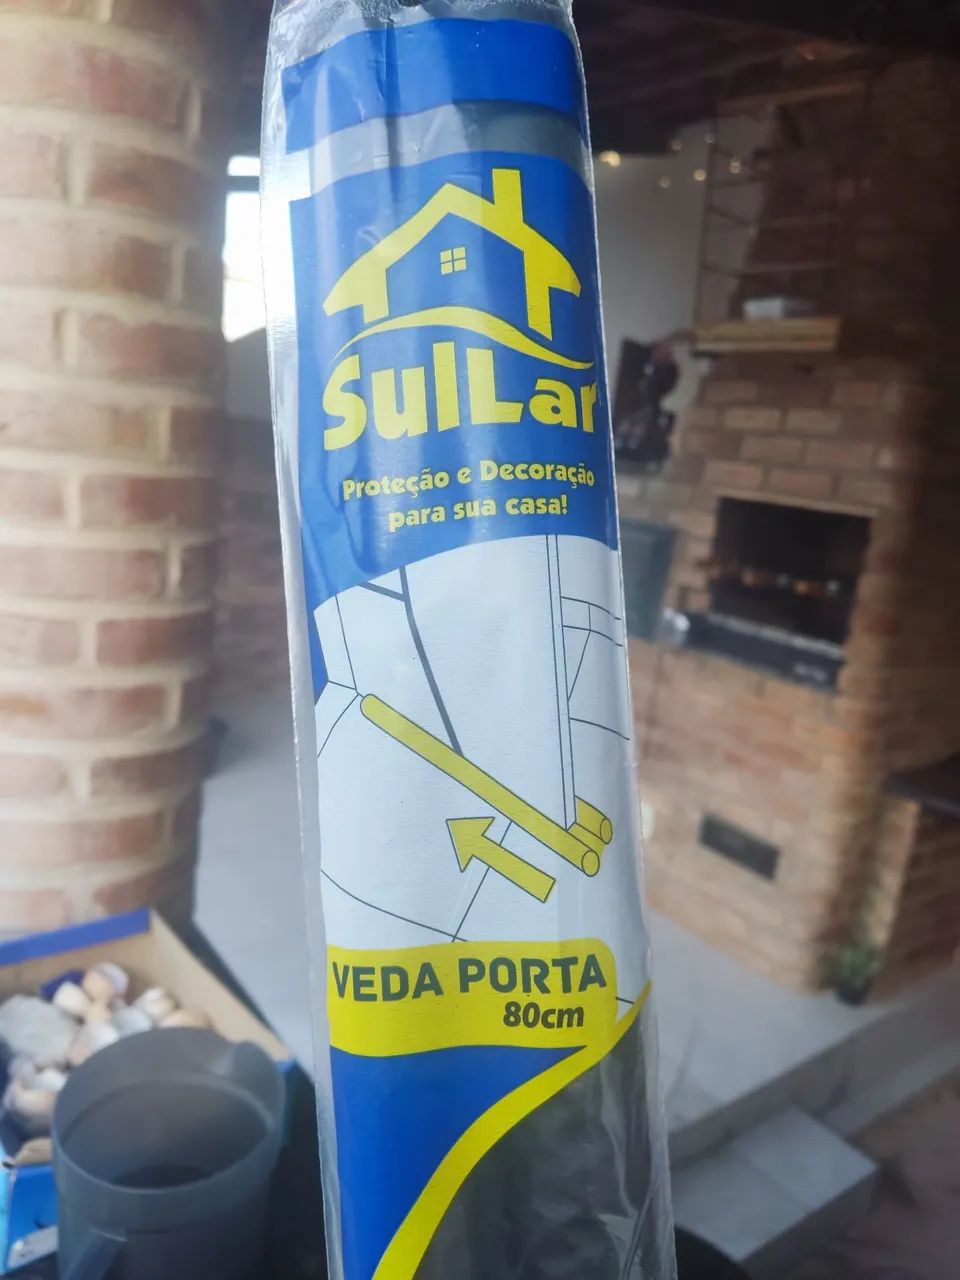 SulLar
Proteção e Decoração
para sua casa!
VEDA PORTA
80cm